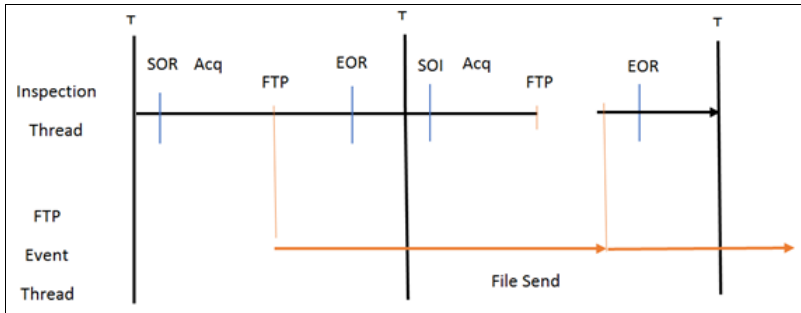 T T T
SOR Acq FTP EOR SOI Acq FTP EOR
Inspection
Thread
FTP
Event
Thread
File Send